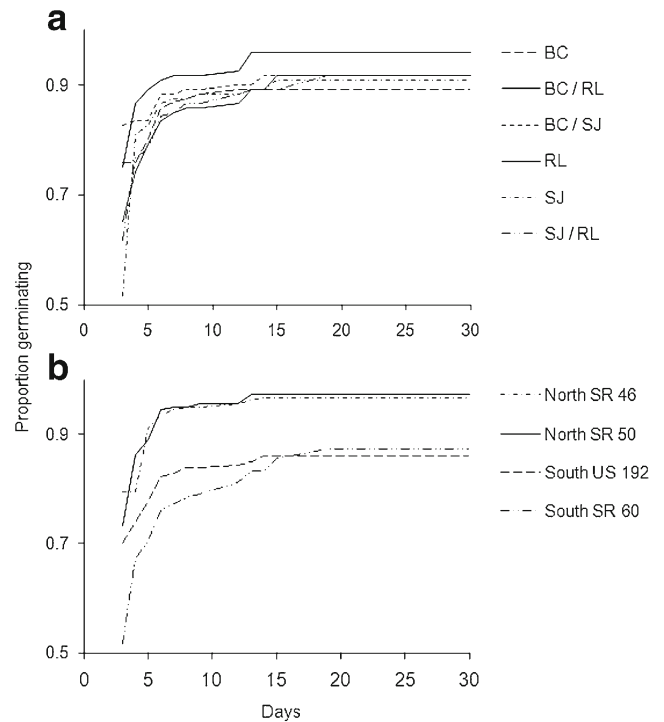 a
0.9
0.7
0.5
0 5 10 15 20 25 30
BC
BC / RL
BC / SJ
RL
SJ
SJ / RL
Proportion germinating
b
0.9
0.7
0.5
0 5 10 15 20 25 30
Days
North SR 46
North SR 50
South US 192
South SR 60